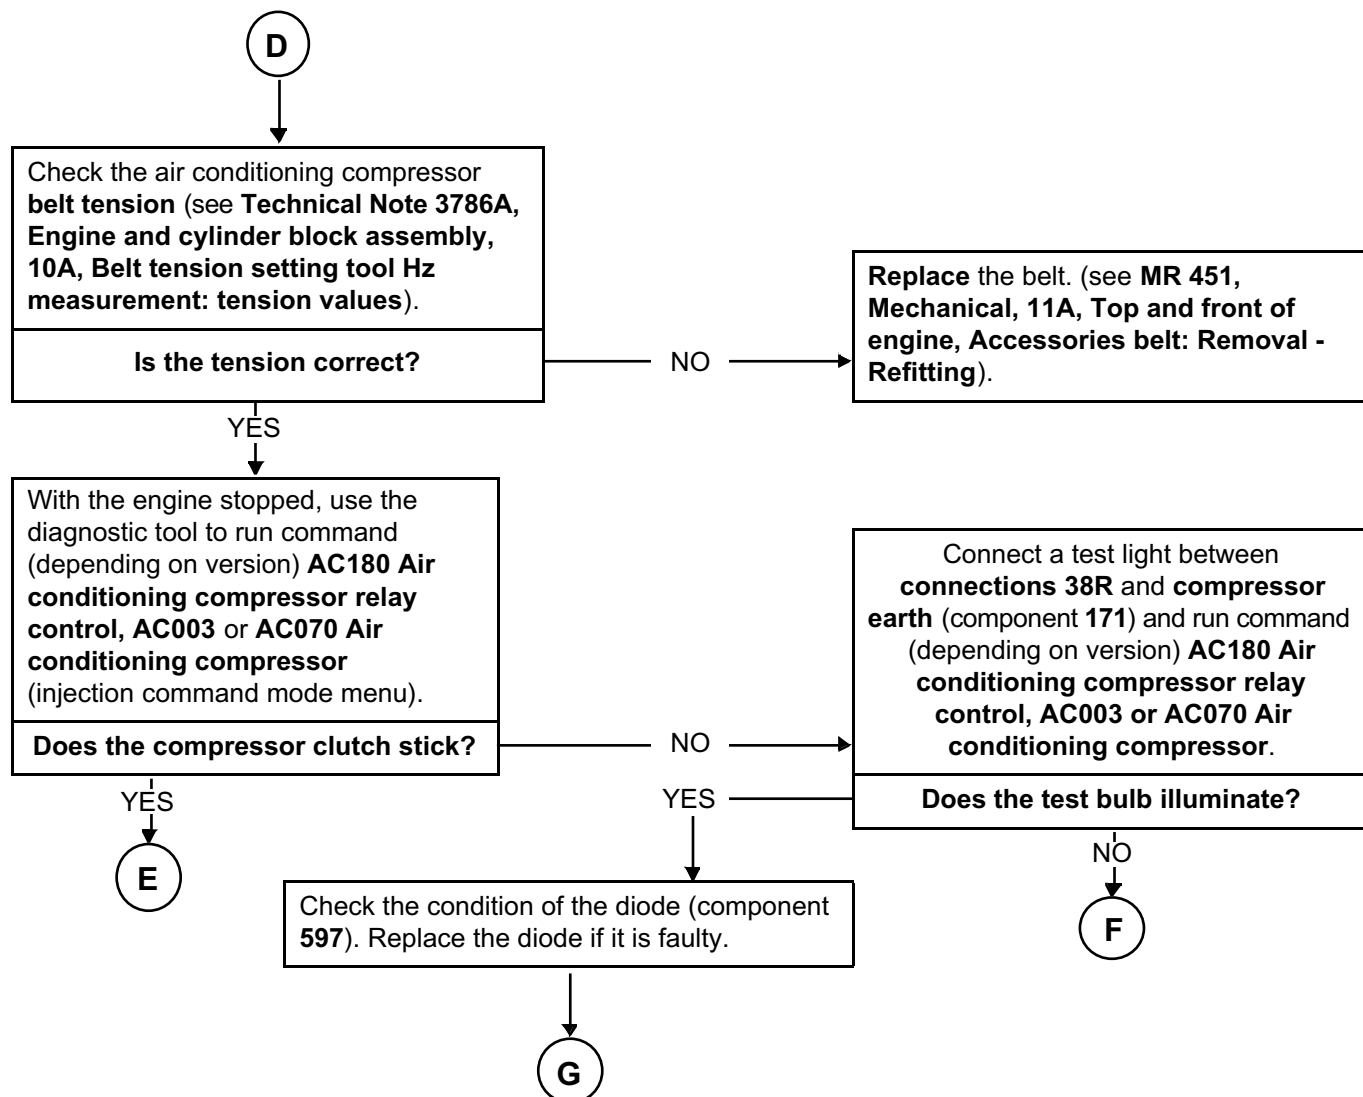 D
Check the air conditioning compressor
belt tension (see Technical Note 3786A,
Engine and cylinder block assembly,
10A, Belt tension setting tool Hz
measurement: tension values).
Is the tension correct?
NO
Replace the belt. (see MR 451,
Mechanical, 11A, Top and front of
engine, Accessories belt: Removal -
Refitting).
YES
With the engine stopped, use the
diagnostic tool to run command
(depending on version) AC180 Air
conditioning compressor relay
control, AC003 or AC070 Air
conditioning compressor
(injection command mode menu).
Does the compressor clutch stick?
NO
Connect a test light between
connections 38R and compressor
earth (component 171) and run command
(depending on version) AC180 Air
conditioning compressor relay
control, AC003 or AC070 Air
conditioning compressor.
Does the test bulb illuminate?
YES
E
YES
NO
F
Check the condition of the diode (component
597). Replace the diode if it is faulty.
G